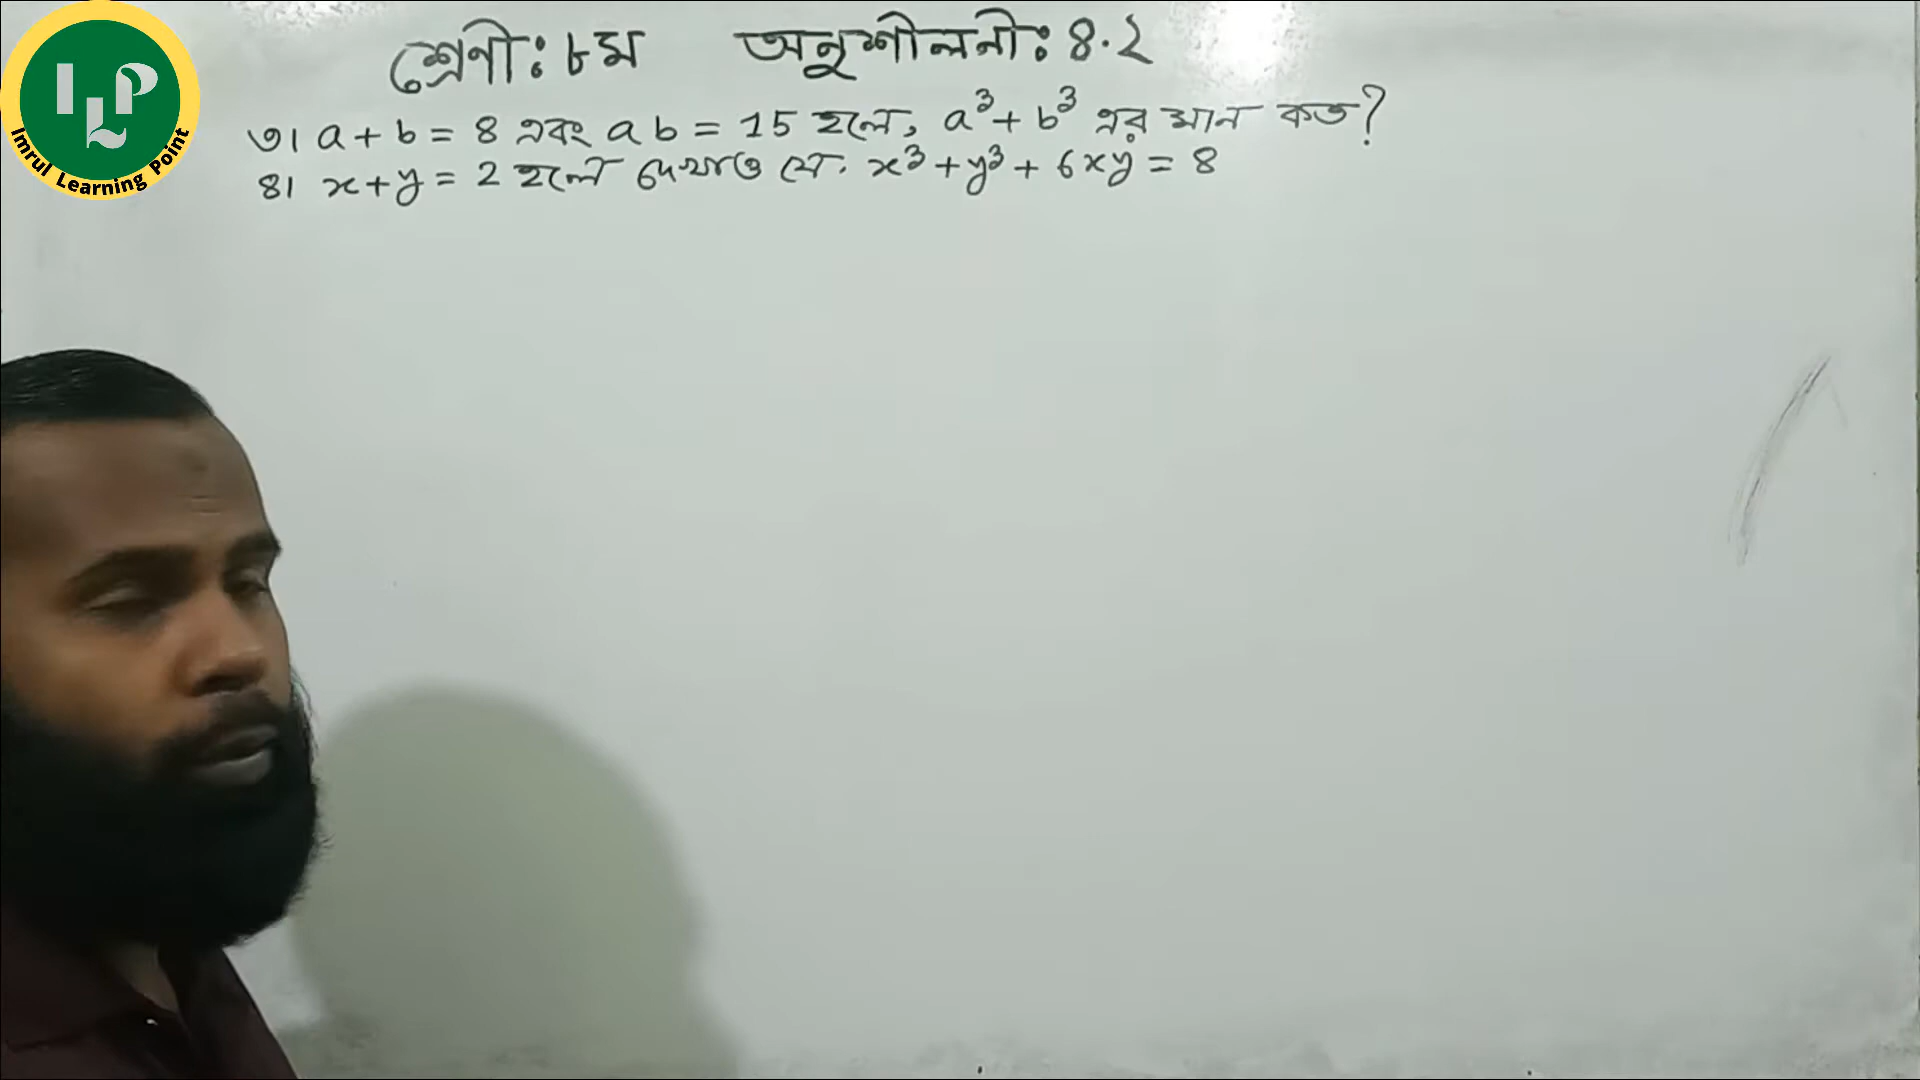 ILP
Imrul Learning Point
শ্রেণী: ৮ম অনুশীলনী: ৪.২
৩। a + b = 8 এবং ab = 15 হলে, a³ + b³ এর মান কত?
৪। x + y = 2 হলে দেখাও যে. x³ + y³ + 6xy = 8